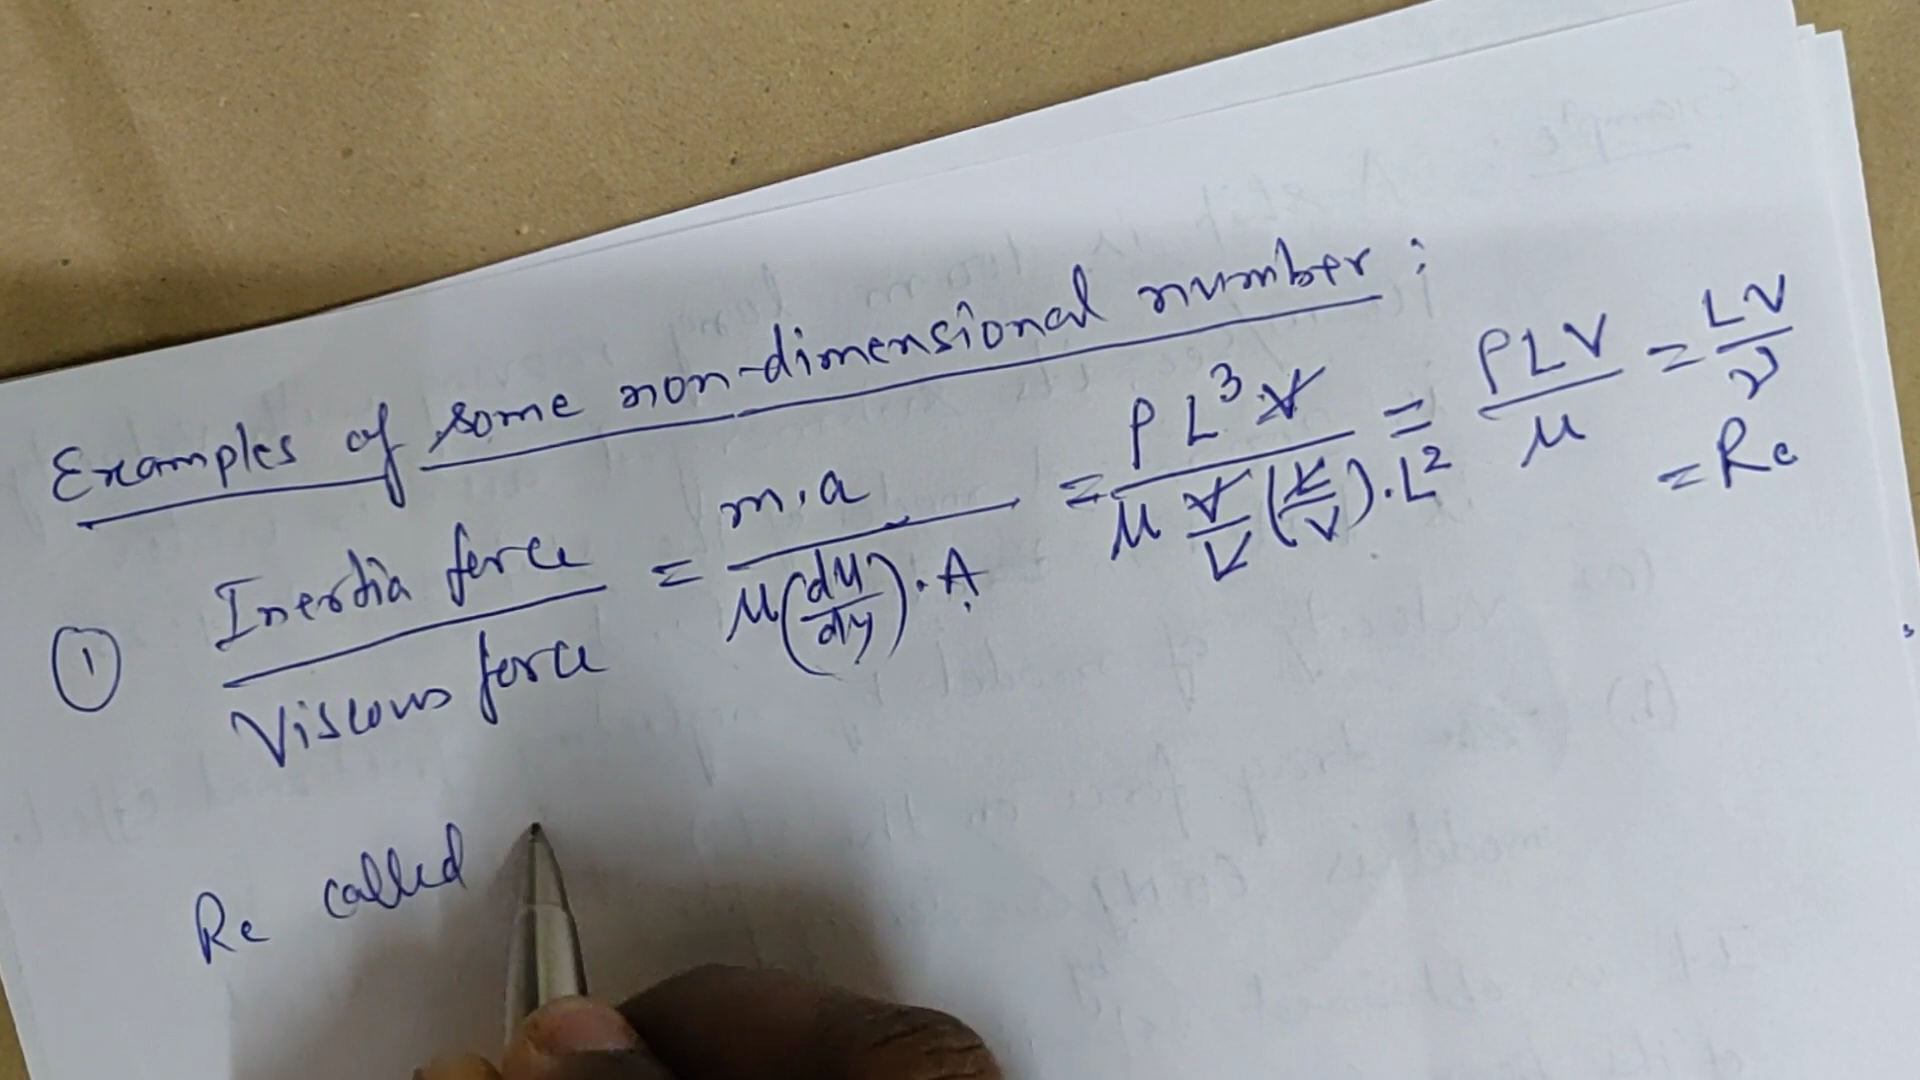 Examples of some non-dimensional number :
① Inertia force / Viscous force = m.a / μ(du/dy).A = ρL³V / μ V/L (L/V).L² = ρLV / μ = LV / ν
= Re
Re called